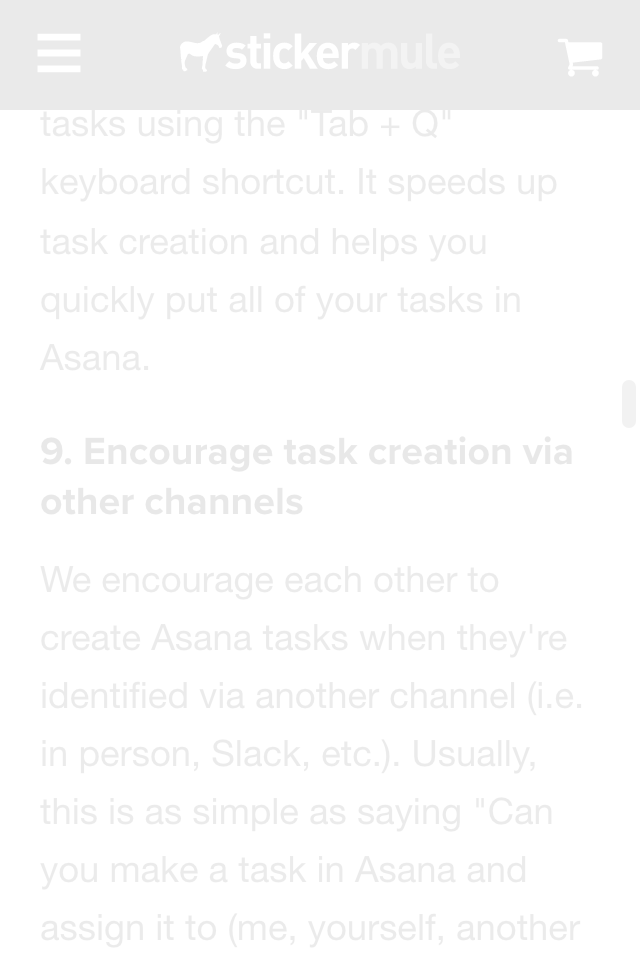 stickermule
tasks using the "Tab + Q"
keyboard shortcut. It speeds up
task creation and helps you
quickly put all of your tasks in
Asana.
9. Encourage task creation via
other channels
We encourage each other to
create Asana tasks when they're
identified via another channel (i.e.
in person, Slack, etc.). Usually,
this is as simple as saying "Can
you make a task in Asana and
assign it to (me, yourself, another